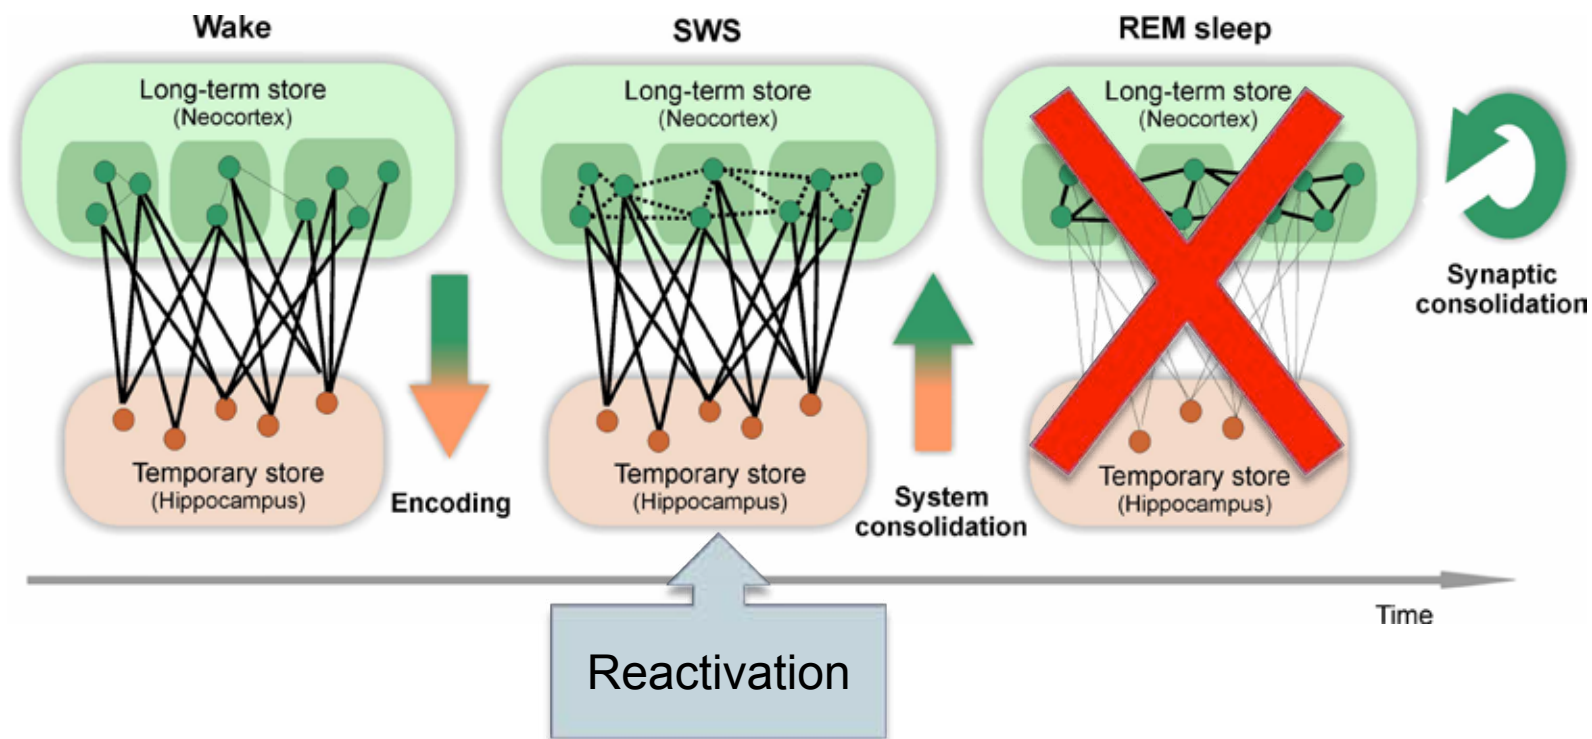 Wake
Long-term store
(Neocortex)
Temporary store
(Hippocampus)
Encoding
SWS
Long-term store
(Neocortex)
Temporary store
(Hippocampus)
System
consolidation
REM sleep
Long-term store
(Neocortex)
Temporary store
(Hippocampus)
Synaptic
consolidation
Time
Reactivation